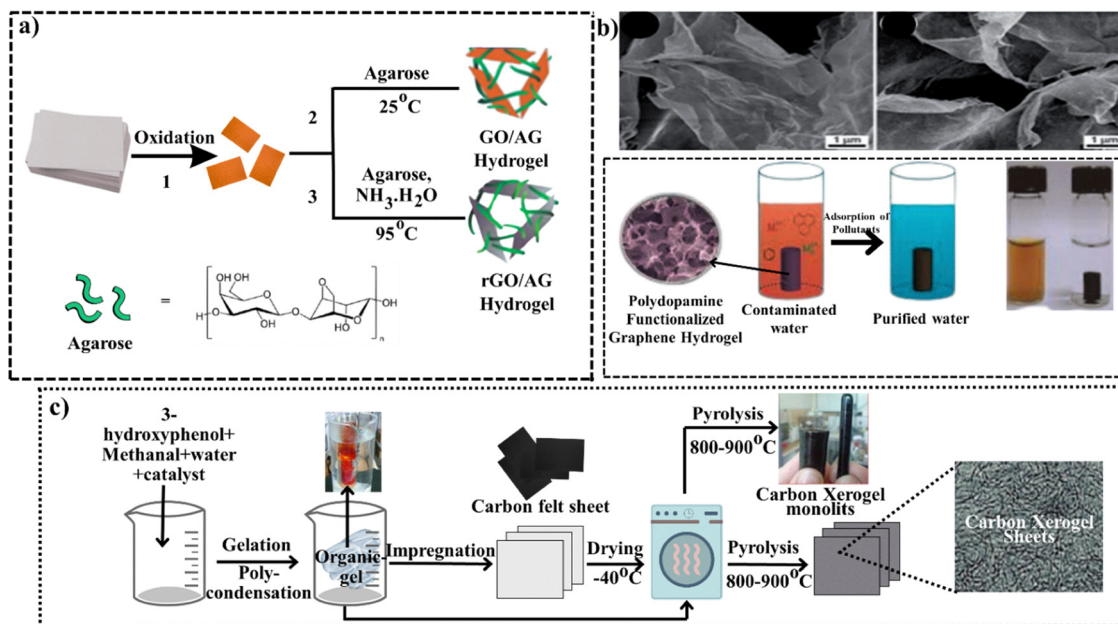 a)
Oxidation
1
2
3
Agarose
25°C
GO/AG
Hydrogel
Agarose,
NH3.H2O
95°C
rGO/AG
Hydrogel
Agarose
=
OH
OH
H
O
O
OH
OH
O
O
O
O
HO
OH
n
b)
1 µm
1 µm
Adsorption of
Pollutants
Polydopamine
Functionalized
Graphene Hydrogel
Contaminated
water
Purified water
c)
3-
hydroxyphenol+
Methanal+water
+catalyst
Gelation
Poly-
condensation
Organic-
gel
Impregnation
Carbon felt sheet
Drying
-40°C
Pyrolysis
800-900°C
Carbon Xerogel
monolits
Pyrolysis
800-900°C
Carbon Xerogel
Sheets